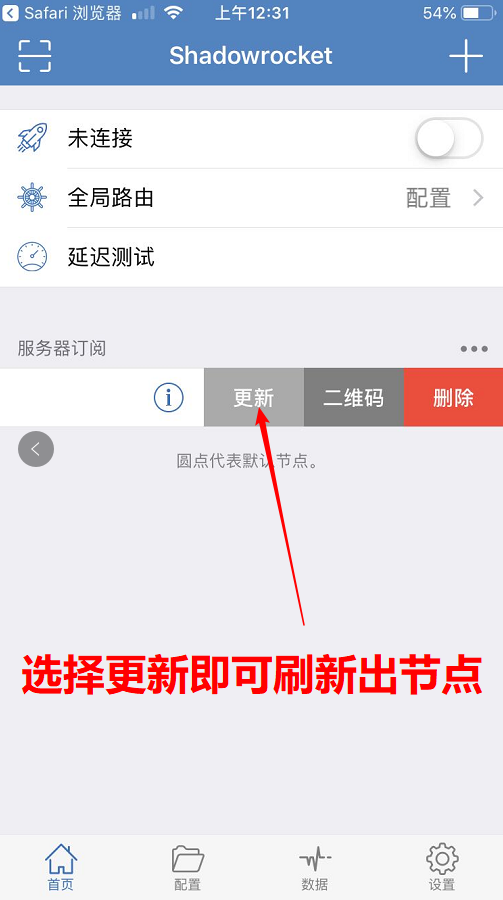 Safari 浏览器 上午12:31 54%
Shadowrocket
未连接
全局路由 配置
延迟测试
服务器订阅
更新 二维码 删除
圆点代表默认节点。
选择更新即可刷新出节点
首页 配置 数据 设置